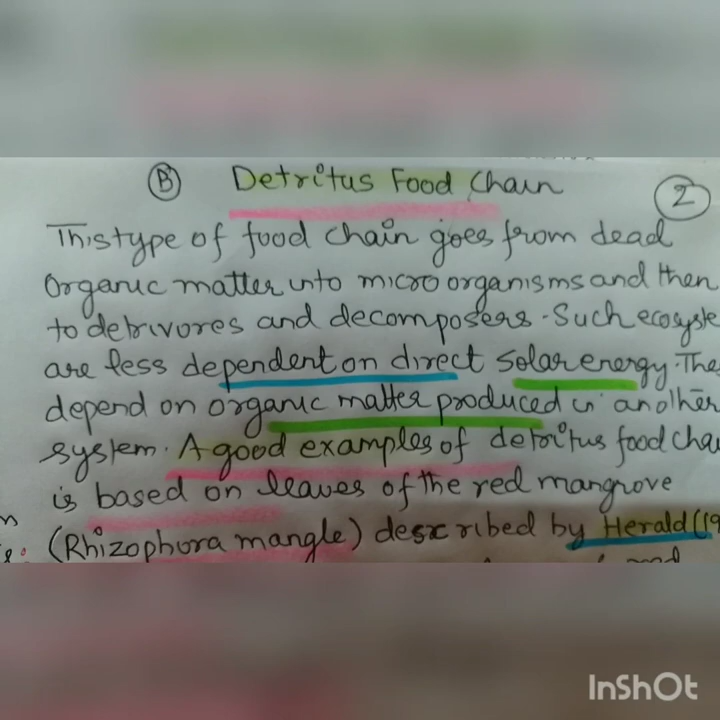 (B) Detritus Food Chain
2
This type of food chain goes from dead
organic matter into micro organisms and then
to detrivores and decomposers. Such ecosyste
are less dependent on direct solar energy. The
depend on organic matter produced in another
system. A good examples of detritus food chai
is based on leaves of the red mangrove
(Rhizophora mangle) described by Herald (19
and
InShOt